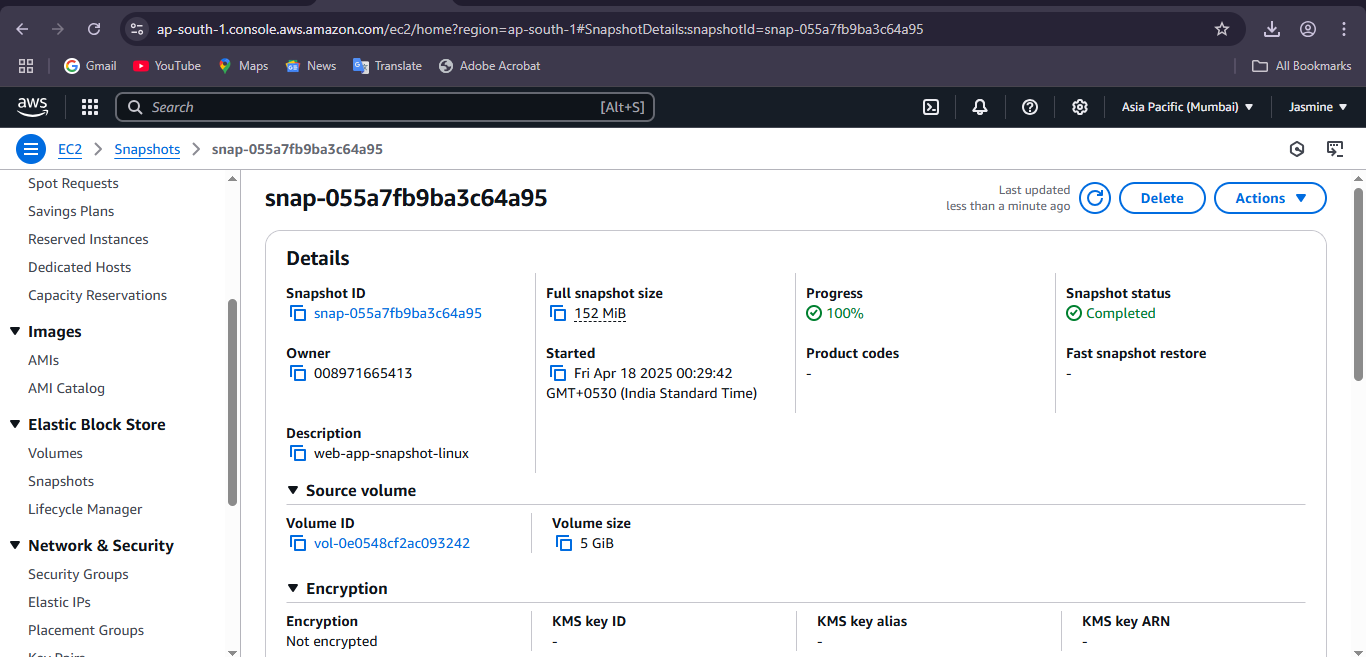 ap-south-1.console.aws.amazon.com/ec2/home?region=ap-south-1#SnapshotDetails:snapshotId=snap-055a7fb9ba3c64a95
Gmail YouTube Maps News Translate Adobe Acrobat All Bookmarks
aws Search [Alt+S] Asia Pacific (Mumbai) Jasmine
EC2 Snapshots snap-055a7fb9ba3c64a95
Spot Requests
Savings Plans
Reserved Instances
Dedicated Hosts
Capacity Reservations
Images
AMIs
AMI Catalog
Elastic Block Store
Volumes
Snapshots
Lifecycle Manager
Network & Security
Security Groups
Elastic IPs
Placement Groups
Key Pairs
snap-055a7fb9ba3c64a95
Last updated
less than a minute ago
Delete
Actions
Details
Snapshot ID
snap-055a7fb9ba3c64a95
Full snapshot size
152 MiB
Progress
100%
Snapshot status
Completed
Owner
008971665413
Started
Fri Apr 18 2025 00:29:42
GMT+0530 (India Standard Time)
Product codes
-
Fast snapshot restore
-
Description
web-app-snapshot-linux
Source volume
Volume ID
vol-0e0548cf2ac093242
Volume size
5 GiB
Encryption
Encryption
Not encrypted
KMS key ID
-
KMS key alias
-
KMS key ARN
-